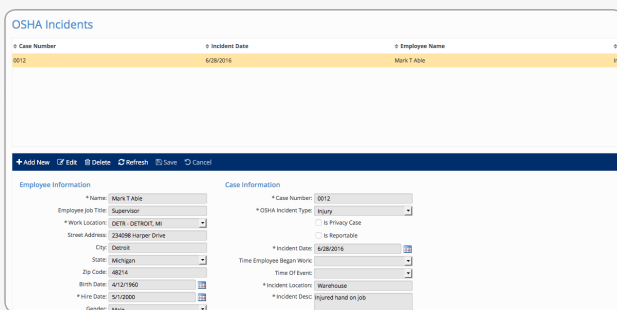 OSHA Incidents
Case Number Incident Date Employee Name
0012 6/28/2016 Mark T Able
Add New Edit Delete Refresh Save Cancel
Employee Information
* Name: Mark T Able
Employee Job Title: Supervisor
* Work Location: DETR - DETROIT, MI
Street Address: 234098 Harper Drive
City: Detroit
State: Michigan
Zip Code: 48214
Birth Date: 4/12/1960
* Hire Date: 5/1/2000
Gender: Male
Case Information
* Case Number: 0012
* OSHA Incident Type: Injury
Is Privacy Case
Is Reportable
* Incident Date: 6/28/2016
Time Employee Began Work:
Time Of Event:
* Incident Location: Warehouse
* Incident Desc: Injured hand on job